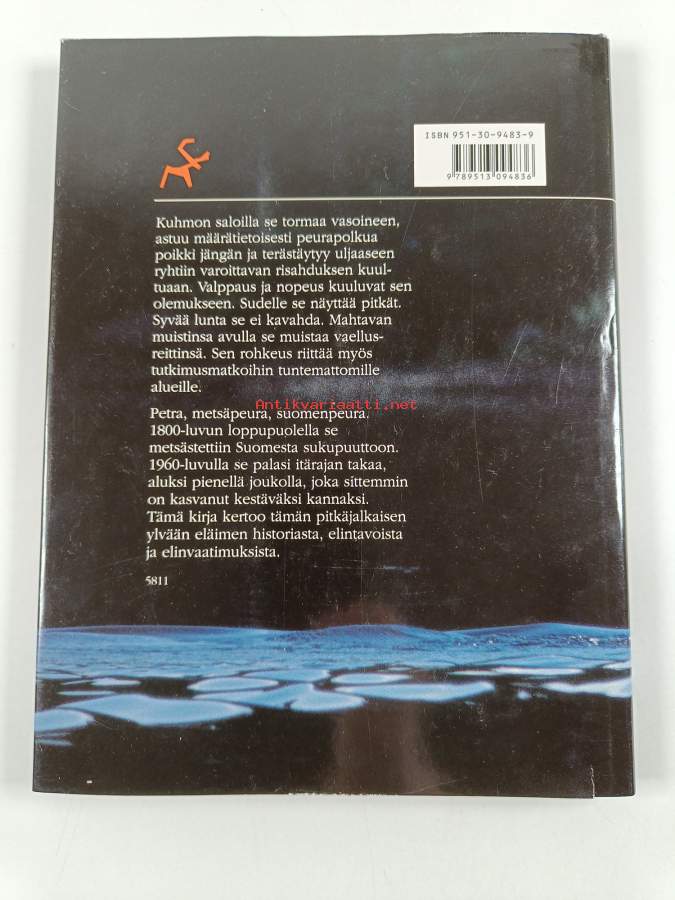 ISBN 951-30-9483-9
9 789513 094836
Kuhmon saloilla se tormaa vasoineen,
astuu määrätietoisesti peurapolkua
poikki jängän ja terästäytyy uljaaseen
ryhtiin varoittavan risahduksen kuul-
tuaan. Valppaus ja nopeus kuuluvat sen
olemukseen. Sudelle se näyttää pitkät.
Syvää lunta se ei kavahda. Mahtavan
muistinsa avulla se muistaa vaellus-
reittinsä. Sen rohkeus riittää myös
tutkimusmatkoihin tuntemattomille
alueille.
Antikvariaatti.net
Petra, metsäpeura, suomenpeura.
1800-luvun loppupuolella se
metsästettiin Suomesta sukupuuttoon.
1960-luvulla se palasi itärajan takaa,
aluksi pienellä joukolla, joka sittemmin
on kasvanut kestäväksi kannaksi.
Tämä kirja kertoo tämän pitkäjalkaisen
ylvään eläimen historiasta, elintavoista
ja elinvaatimuksista.
5811